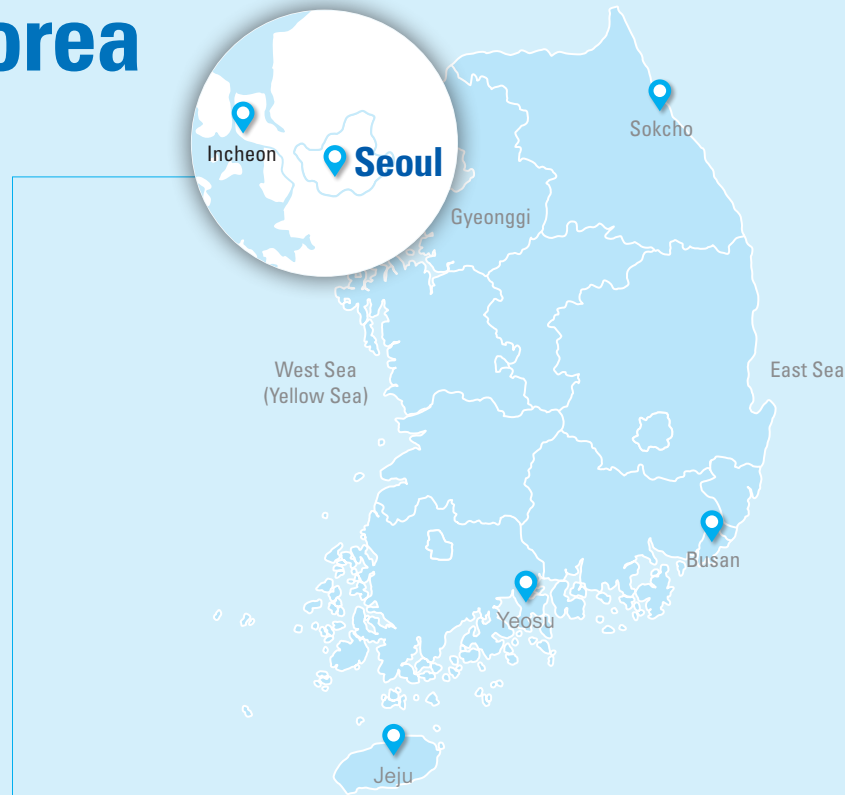 orea
Sokcho
Incheon
Seoul
Gyeonggi
West Sea
(Yellow Sea)
East Sea
Busan
Yeosu
Jeju